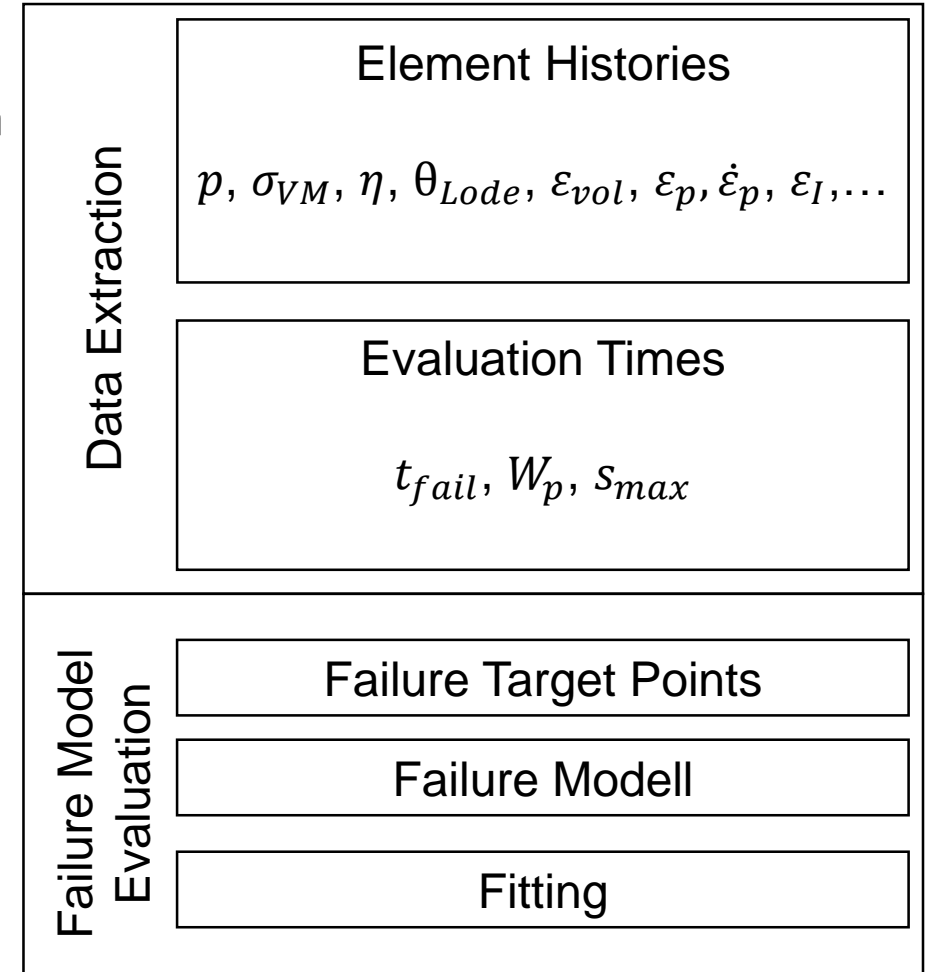 Data Extraction
Element Histories
p, σ_VM, η, θ_Lode, ε_vol, ε_p, ε̇_p, ε_I,…
Evaluation Times
t_fail, W_p, s_max
Failure Model
Evaluation
Failure Target Points
Failure Modell
Fitting